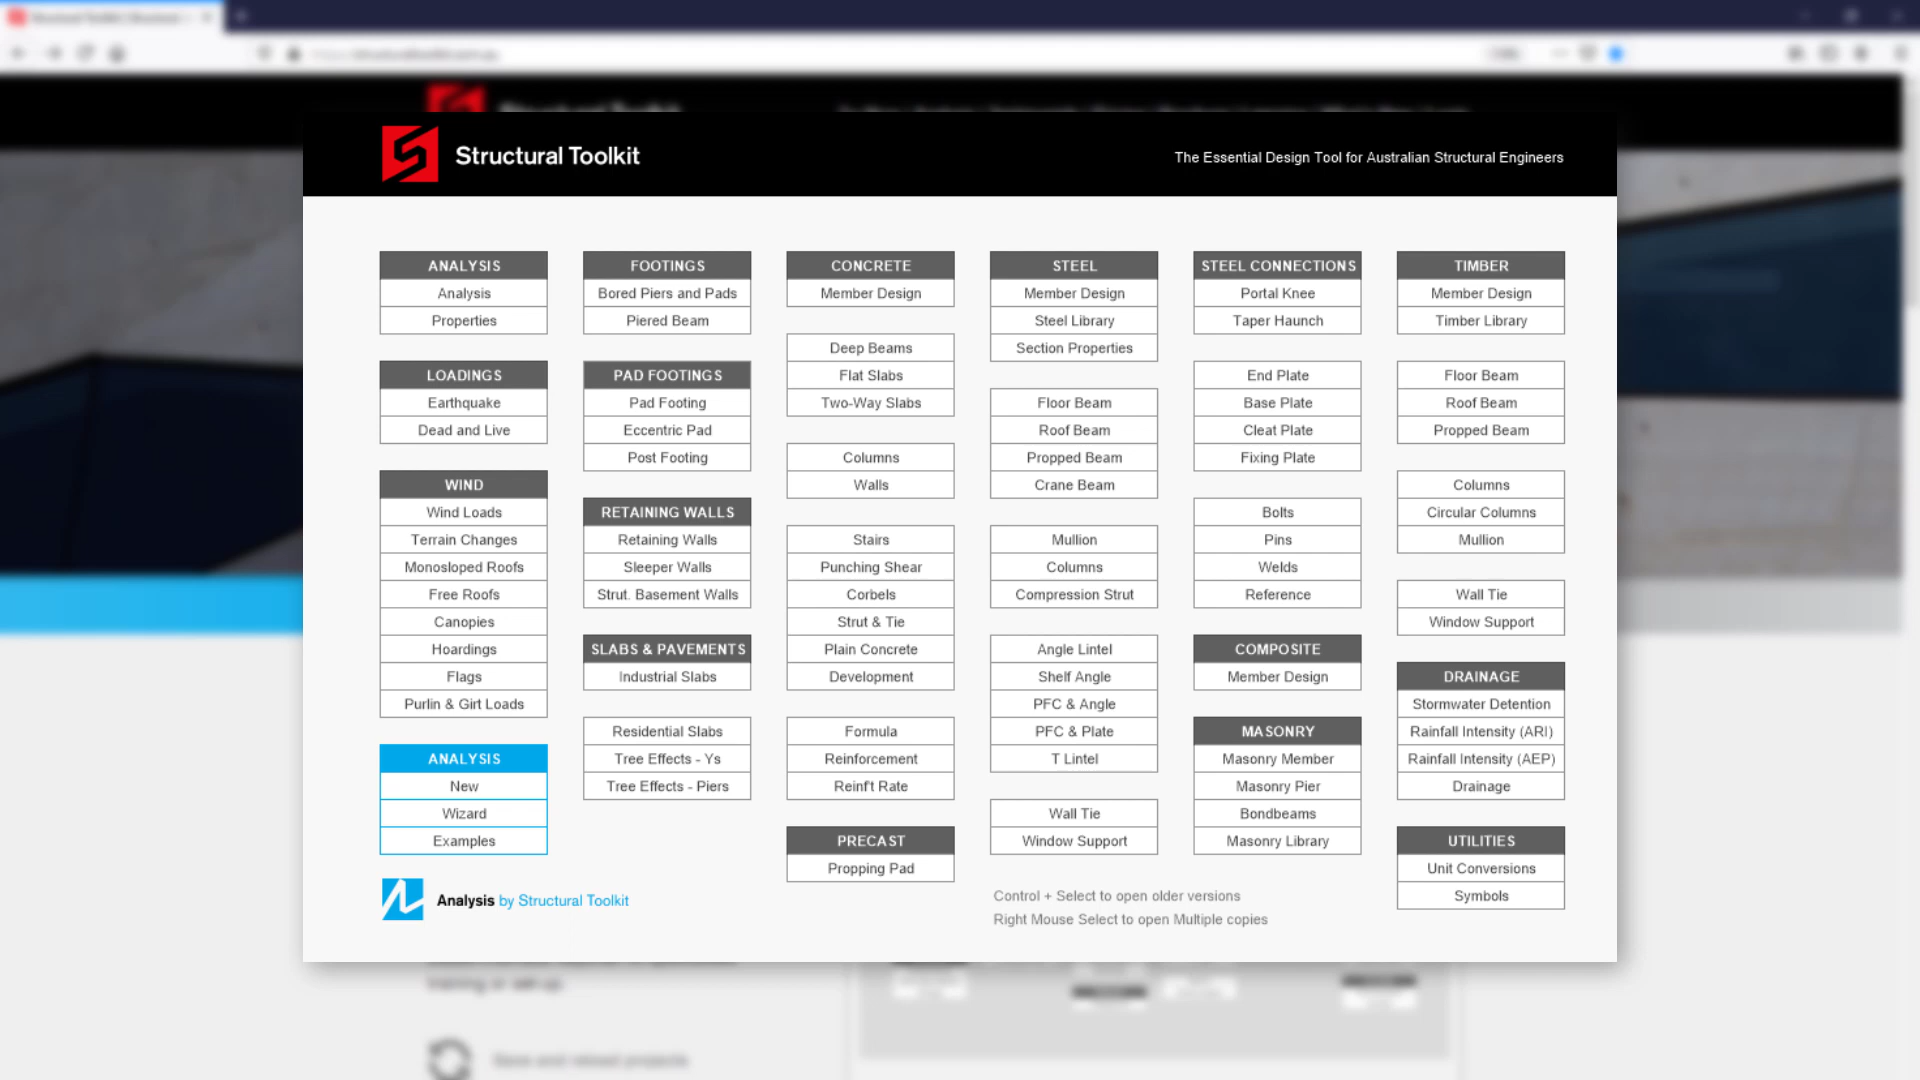 Structural Toolkit
The Essential Design Tool for Australian Structural Engineers
ANALYSIS
Analysis
Properties
LOADINGS
Earthquake
Dead and Live
WIND
Wind Loads
Terrain Changes
Monosloped Roofs
Free Roofs
Canopies
Hoardings
Flags
Purlin & Girt Loads
ANALYSIS
New
Wizard
Examples
Analysis by Structural Toolkit
FOOTINGS
Bored Piers and Pads
Piered Beam
PAD FOOTINGS
Pad Footing
Eccentric Pad
Post Footing
RETAINING WALLS
Retaining Walls
Sleeper Walls
Strut. Basement Walls
SLABS & PAVEMENTS
Industrial Slabs
Residential Slabs
Tree Effects - Ys
Tree Effects - Piers
CONCRETE
Member Design
Deep Beams
Flat Slabs
Two-Way Slabs
Columns
Walls
Stairs
Punching Shear
Corbels
Strut & Tie
Plain Concrete
Development
Formula
Reinforcement
Reinf't Rate
PRECAST
Propping Pad
STEEL
Member Design
Steel Library
Section Properties
Floor Beam
Roof Beam
Propped Beam
Crane Beam
Mullion
Columns
Compression Strut
Angle Lintel
Shelf Angle
PFC & Angle
PFC & Plate
T Lintel
Wall Tie
Window Support
STEEL CONNECTIONS
Portal Knee
Taper Haunch
End Plate
Base Plate
Cleat Plate
Fixing Plate
Bolts
Pins
Welds
Reference
COMPOSITE
Member Design
MASONRY
Masonry Member
Masonry Pier
Bondbeams
Masonry Library
TIMBER
Member Design
Timber Library
Floor Beam
Roof Beam
Propped Beam
Columns
Circular Columns
Mullion
Wall Tie
Window Support
DRAINAGE
Stormwater Detention
Rainfall Intensity (ARI)
Rainfall Intensity (AEP)
Drainage
UTILITIES
Unit Conversions
Symbols
Control + Select to open older versions
Right Mouse Select to open Multiple copies
training or set-up.
Save and reload projects